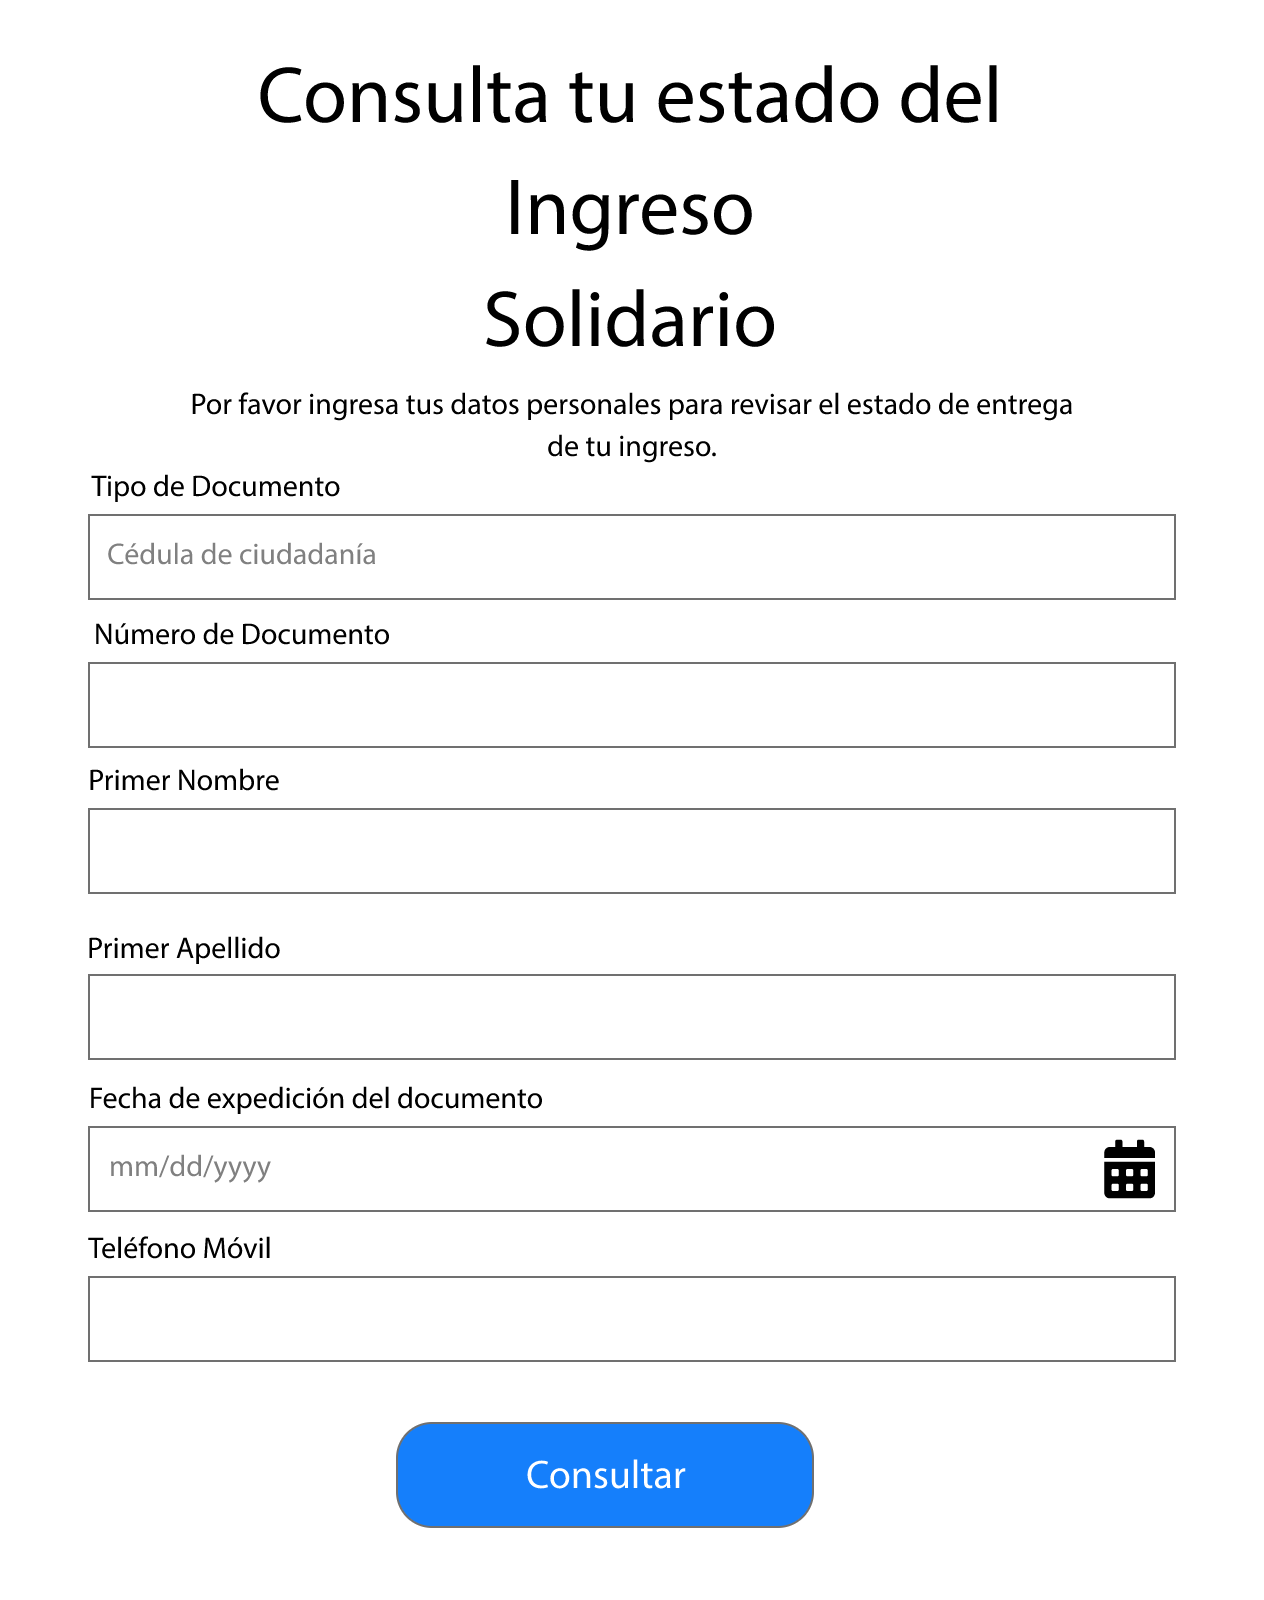 Consulta tu estado del
Ingreso
Solidario
Por favor ingresa tus datos personales para revisar el estado de entrega
de tu ingreso.
Tipo de Documento
Cédula de ciudadanía
Número de Documento
Primer Nombre
Primer Apellido
Fecha de expedición del documento
mm/dd/yyyy
Teléfono Móvil
Consultar